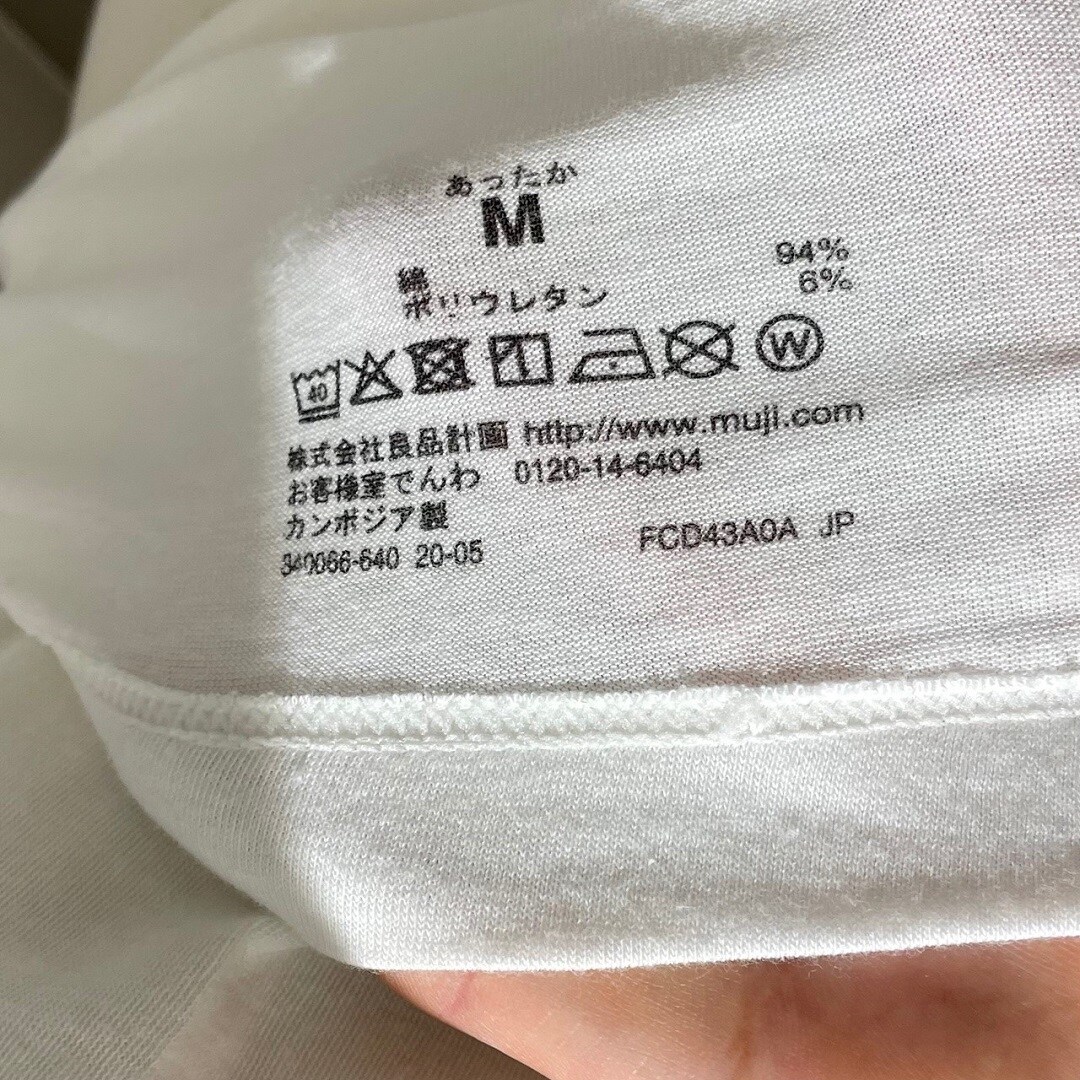 あったか
M
綿 94%
ポリウレタン 6%
40 W
株式会社良品計画 http://www.muji.com
お客様室でんわ 0120-14-6404
カンボジア製
340066-640 20-05 FCD43A0A JP